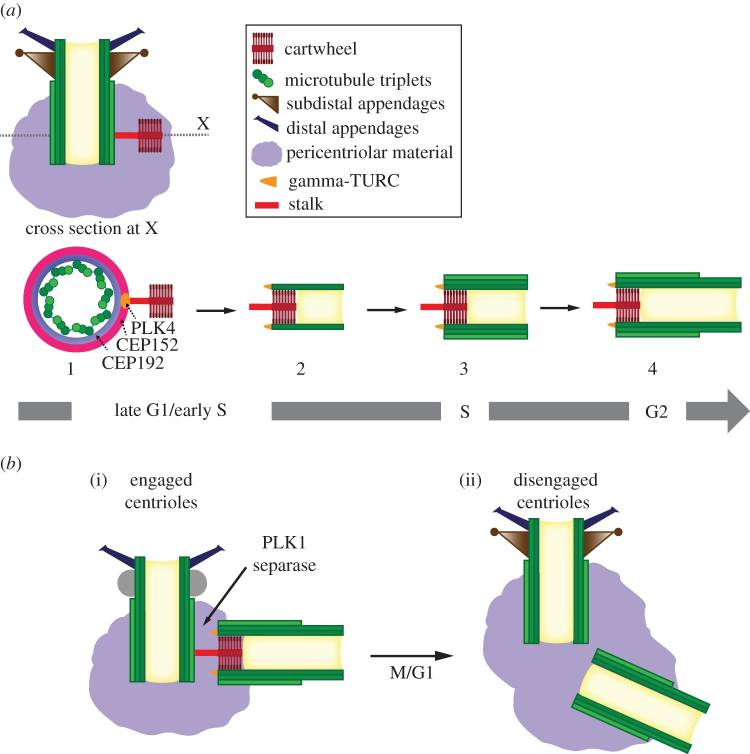 (a)
X
cartwheel
microtubule triplets
subdistal appendages
distal appendages
pericentriolar material
gamma-TURC
stalk
cross section at X
PLK4
CEP152
CEP192
1
2
3
4
late G1/early S
S
G2
(b)
(i) engaged
centrioles
(ii) disengaged
centrioles
PLK1
separase
M/G1